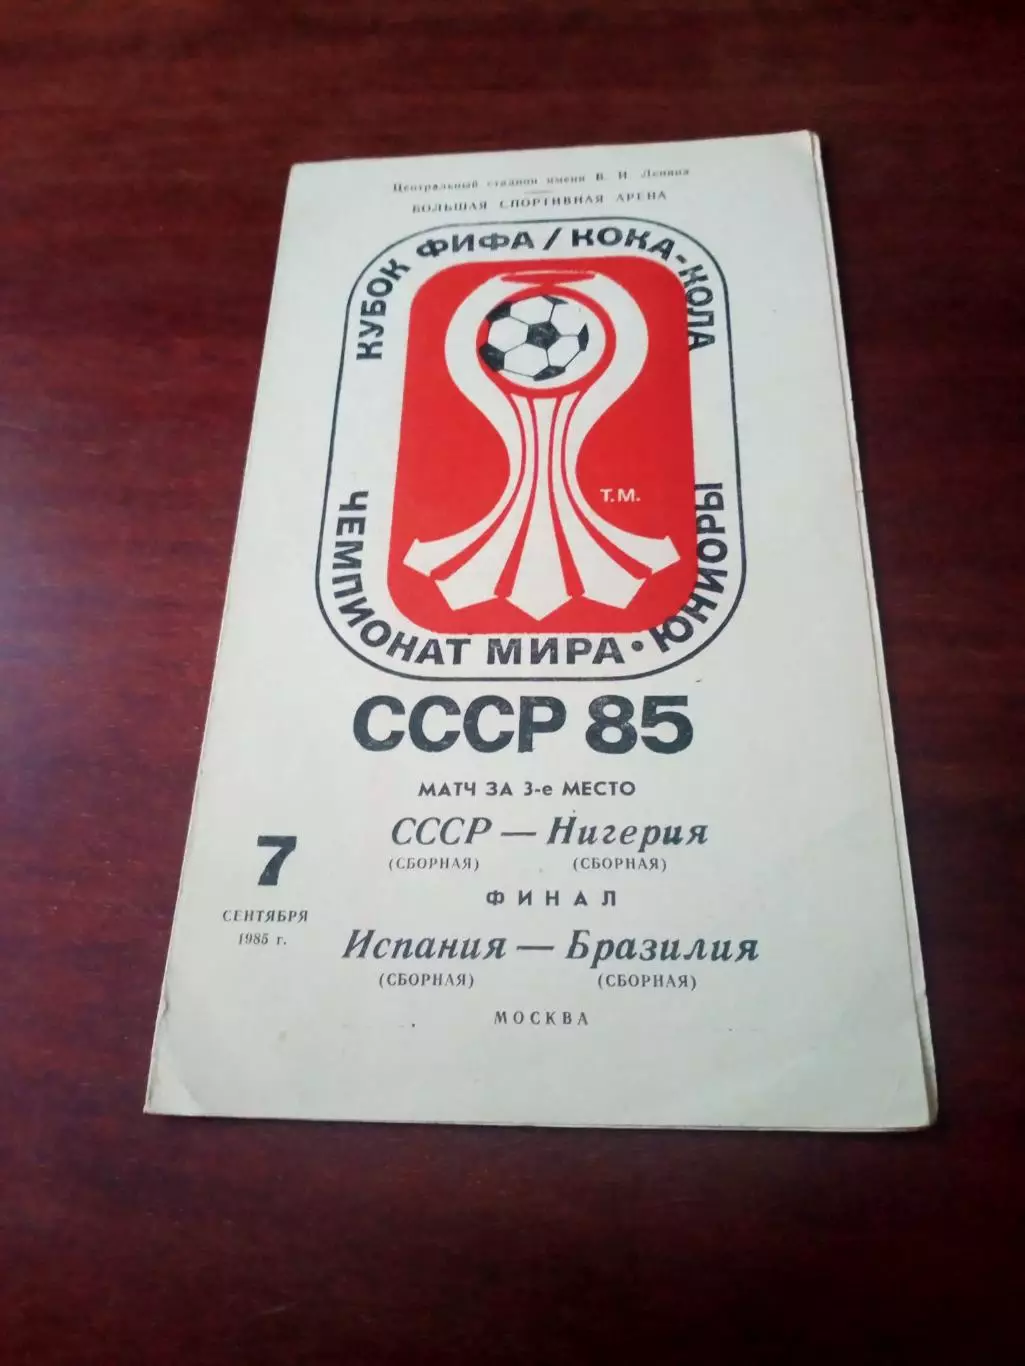 Центральный стадион имени В. И. Ленина
БОЛЬШАЯ СПОРТИВНАЯ АРЕНА
КУБОК ФИФА / КОКА-КОЛА
Т.М.
ЧЕМПИОНАТ МИРА • ЮНИОРЫ
СССР 85
МАТЧ ЗА 3-е МЕСТО
СССР — Нигерия
(СБОРНАЯ) (СБОРНАЯ)
7
СЕНТЯБРЯ
1985 г.
ФИНАЛ
Испания — Бразилия
(СБОРНАЯ) (СБОРНАЯ)
МОСКВА